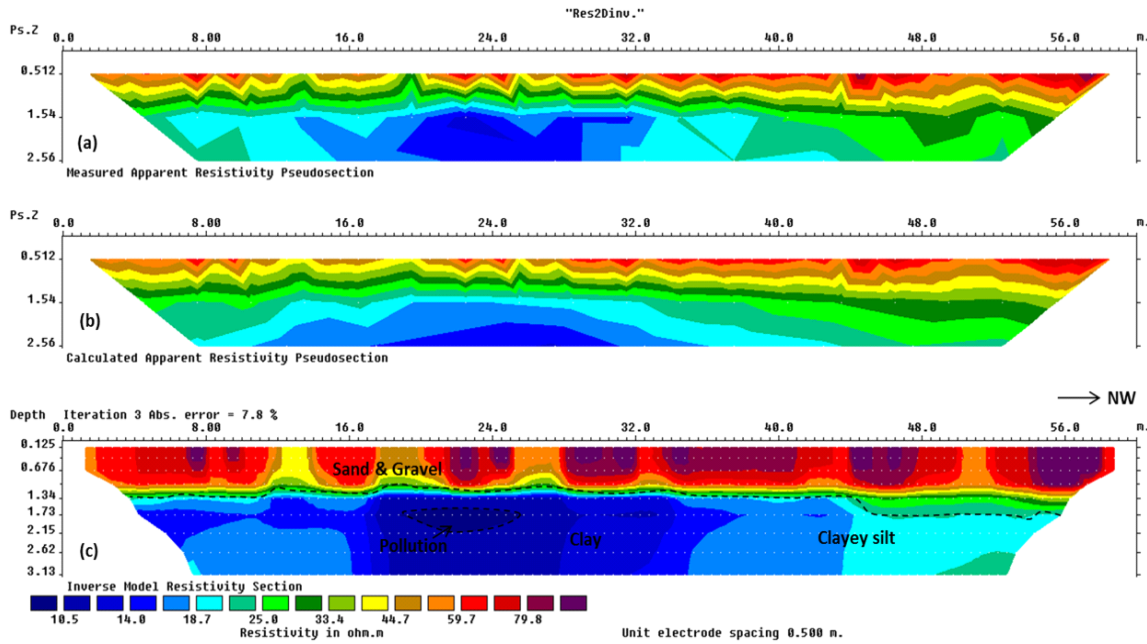 "Res2Dinv."
Ps.Z 0.0 8.00 16.0 24.0 32.0 40.0 48.0 56.0 m.
0.512
1.54
(a)
2.56
Measured Apparent Resistivity Pseudosection
Ps.Z 0.0 8.00 16.0 24.0 32.0 40.0 48.0 56.0 m.
0.512
1.54
(b)
2.56
Calculated Apparent Resistivity Pseudosection
→ NW
Depth Iteration 3 Abs. error = 7.8 %
0.0 8.00 16.0 24.0 32.0 40.0 48.0 56.0 m.
0.125
0.676 Sand & Gravel
1.34
1.73
2.15 Pollution Clay Clayey silt
2.62 (c)
3.13
Inverse Model Resistivity Section
10.5 14.0 18.7 25.0 33.4 44.7 59.7 79.8
Resistivity in ohm.m Unit electrode spacing 0.500 m.